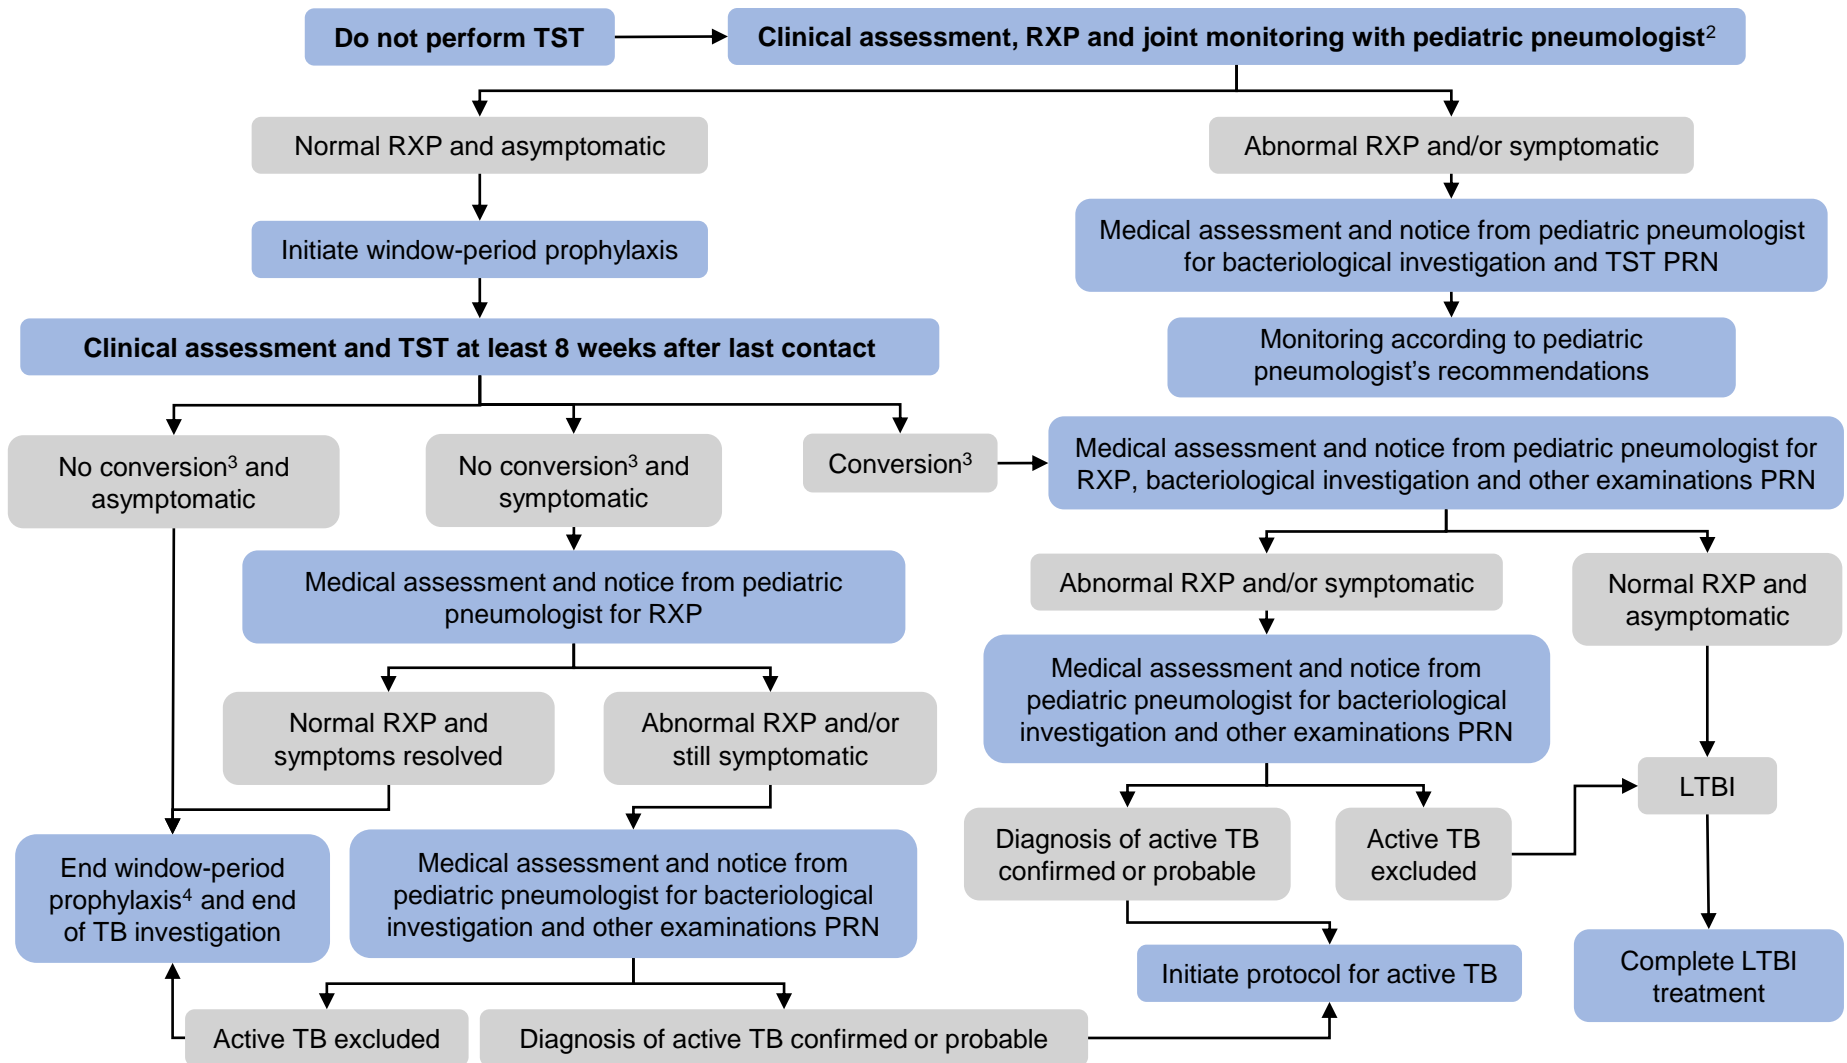 Do not perform TST
Clinical assessment, RXP and joint monitoring with pediatric pneumologist²
Normal RXP and asymptomatic
Abnormal RXP and/or symptomatic
Initiate window-period prophylaxis
Medical assessment and notice from pediatric pneumologist
for bacteriological investigation and TST PRN
Clinical assessment and TST at least 8 weeks after last contact
Monitoring according to pediatric
pneumologist’s recommendations
No conversion³ and
asymptomatic
No conversion³ and
symptomatic
Conversion³
Medical assessment and notice from pediatric pneumologist for
RXP, bacteriological investigation and other examinations PRN
Medical assessment and notice from pediatric
pneumologist for RXP
Abnormal RXP and/or symptomatic
Normal RXP and
asymptomatic
Normal RXP and
symptoms resolved
Abnormal RXP and/or
still symptomatic
Medical assessment and notice from
pediatric pneumologist for bacteriological
investigation and other examinations PRN
LTBI
End window-period
prophylaxis⁴ and end
of TB investigation
Medical assessment and notice from
pediatric pneumologist for bacteriological
investigation and other examinations PRN
Diagnosis of active TB
confirmed or probable
Active TB
excluded
Initiate protocol for active TB
Complete LTBI
treatment
Active TB excluded
Diagnosis of active TB confirmed or probable